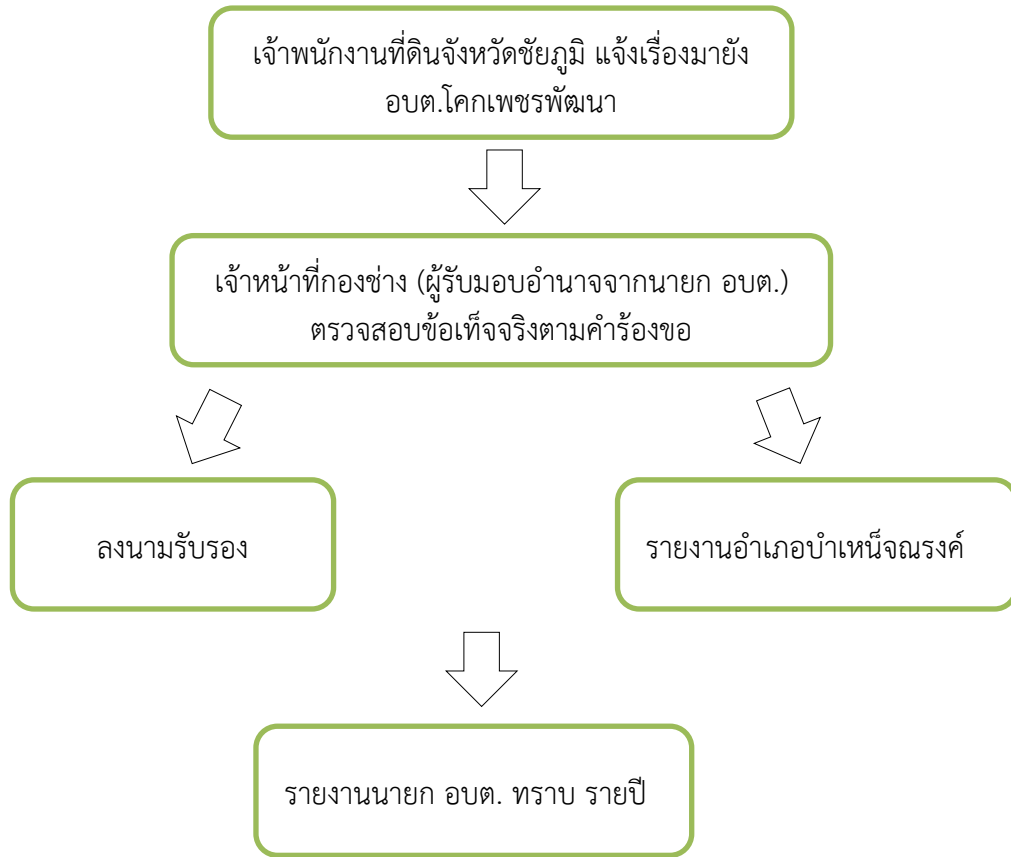 เจ้าพนักงานที่ดินจังหวัดชัยภูมิ แจ้งเรื่องมายัง
อบต.โคกเพชรพัฒนา
เจ้าหน้าที่กองช่าง (ผู้รับมอบอำนาจจากนายก อบต.)
ตรวจสอบข้อเท็จจริงตามคำร้องขอ
ลงนามรับรอง
รายงานอำเภอบำเหน็จณรงค์
รายงานนายก อบต. ทราบ รายปี